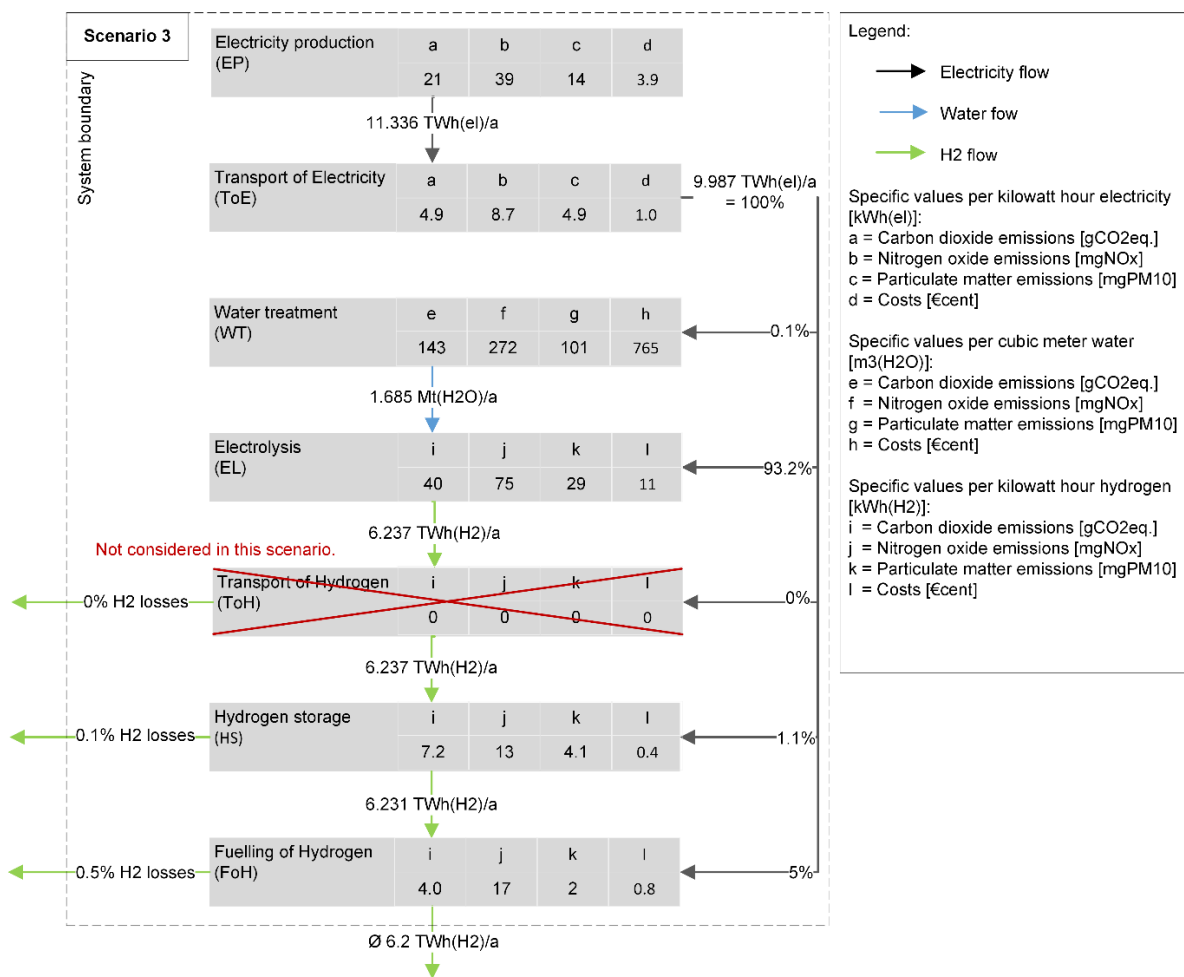 Scenario 3
System boundary
Electricity production
(EP)
a b c d
21 39 14 3.9
11.336 TWh(el)/a
Transport of Electricity
(ToE)
a b c d
4.9 8.7 4.9 1.0
9.987 TWh(el)/a
= 100%
Water treatment
(WT)
e f g h
143 272 101 765
0.1%
1.685 Mt(H2O)/a
Electrolysis
(EL)
i j k l
40 75 29 11
93.2%
6.237 TWh(H2)/a
Not considered in this scenario.
Transport of Hydrogen
(ToH)
i j k l
0 0 0 0
0% H2 losses
0%
6.237 TWh(H2)/a
Hydrogen storage
(HS)
i j k l
7.2 13 4.1 0.4
0.1% H2 losses
1.1%
6.231 TWh(H2)/a
Fuelling of Hydrogen
(FoH)
i j k l
4.0 17 2 0.8
0.5% H2 losses
5%
Ø 6.2 TWh(H2)/a
Legend:
Electricity flow
Water fow
H2 flow
Specific values per kilowatt hour electricity
[kWh(el)]:
a = Carbon dioxide emissions [gCO2eq.]
b = Nitrogen oxide emissions [mgNOx]
c = Particulate matter emissions [mgPM10]
d = Costs [€cent]
Specific values per cubic meter water
[m3(H2O)]:
e = Carbon dioxide emissions [gCO2eq.]
f = Nitrogen oxide emissions [mgNOx]
g = Particulate matter emissions [mgPM10]
h = Costs [€cent]
Specific values per kilowatt hour hydrogen
[kWh(H2)]:
i = Carbon dioxide emissions [gCO2eq.]
j = Nitrogen oxide emissions [mgNOx]
k = Particulate matter emissions [mgPM10]
l = Costs [€cent]